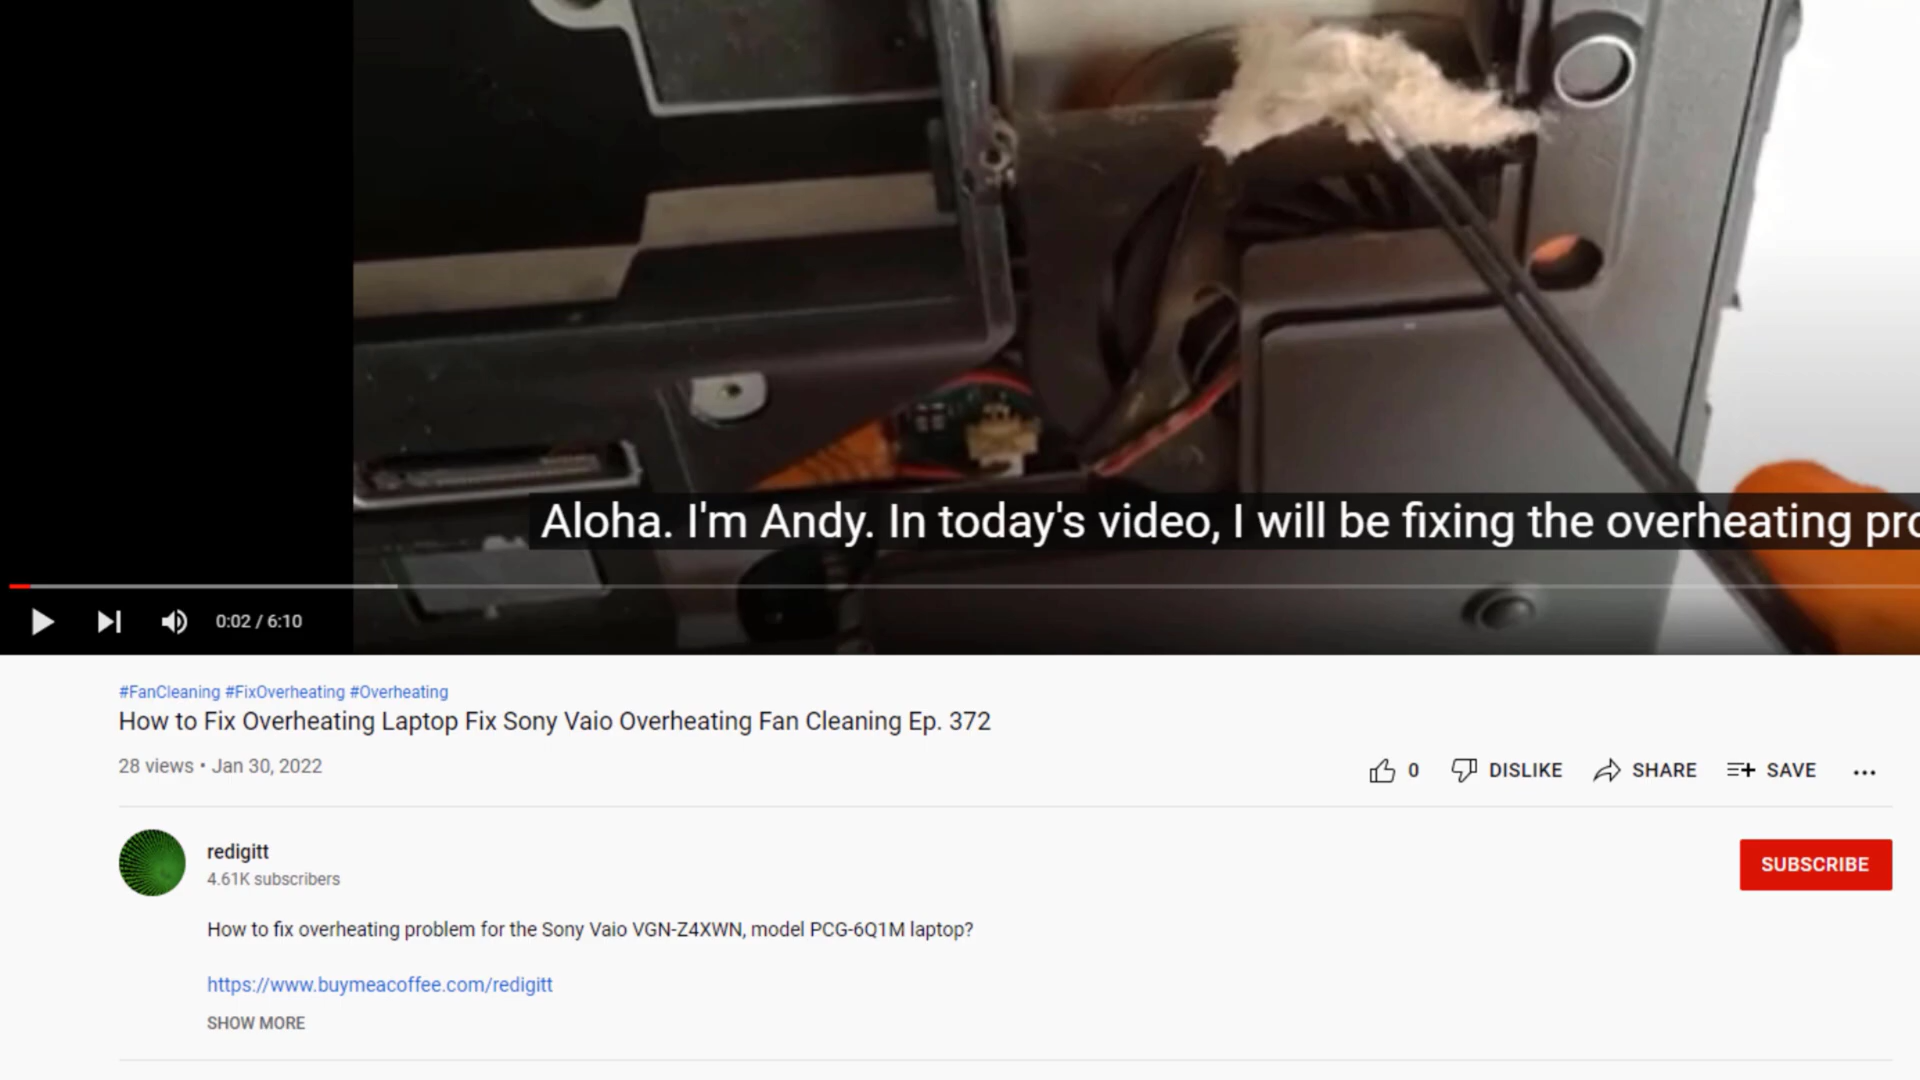 Aloha. I'm Andy. In today's video, I will be fixing the overheating
0:02 / 6:10
#FanCleaning #FixOverheating #Overheating
How to Fix Overheating Laptop Fix Sony Vaio Overheating Fan Cleaning Ep. 372
28 views • Jan 30, 2022
0 DISLIKE SHARE SAVE
redigitt
4.61K subscribers
SUBSCRIBE
How to fix overheating problem for the Sony Vaio VGN-Z4XWN, model PCG-6Q1M laptop?
https://www.buymeacoffee.com/redigitt
SHOW MORE